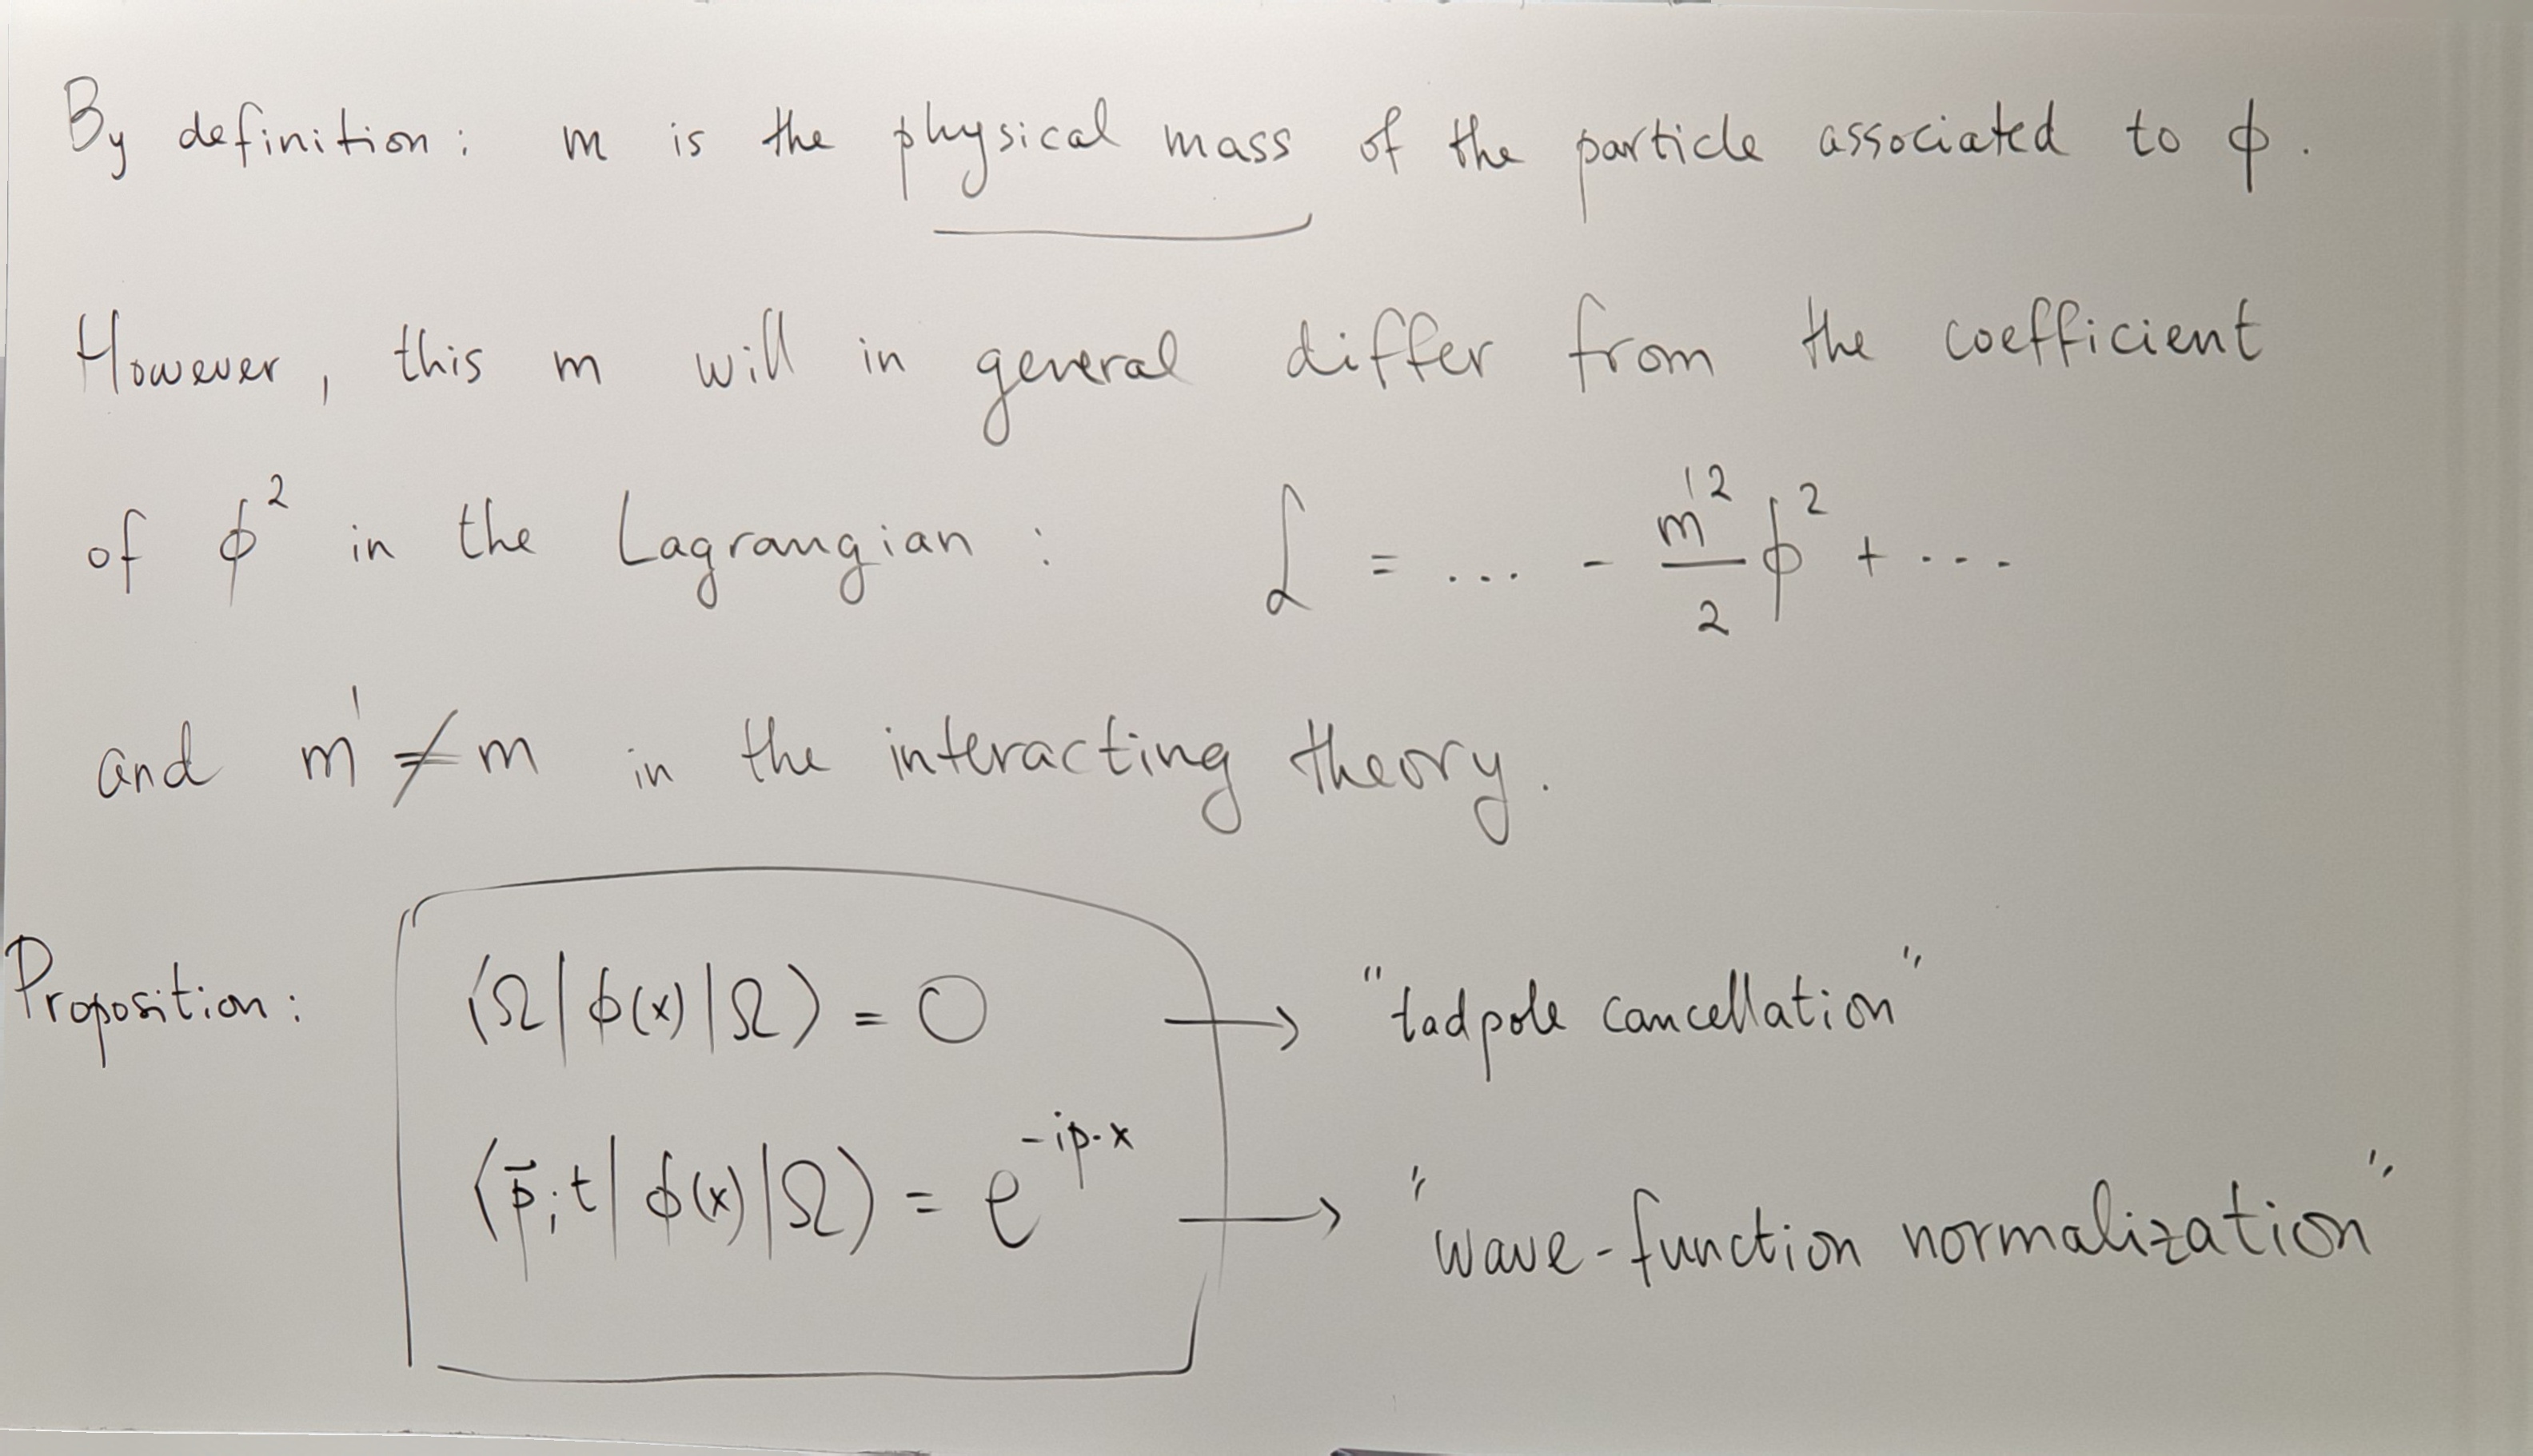 By definition: m is the physical mass of the particle associated to ϕ.
However, this m will in general differ from the coefficient
of ϕ² in the Lagrangian: ℒ = ... - m'²/2 ϕ² + ....
and m' ≠ m in the interacting theory.
Proposition: ⟨Ω|ϕ(x)|Ω⟩ = 0 → "tadpole cancellation"
⟨p⃗;t|ϕ(x)|Ω⟩ = e^{-ip·x} → "wave-function normalization"